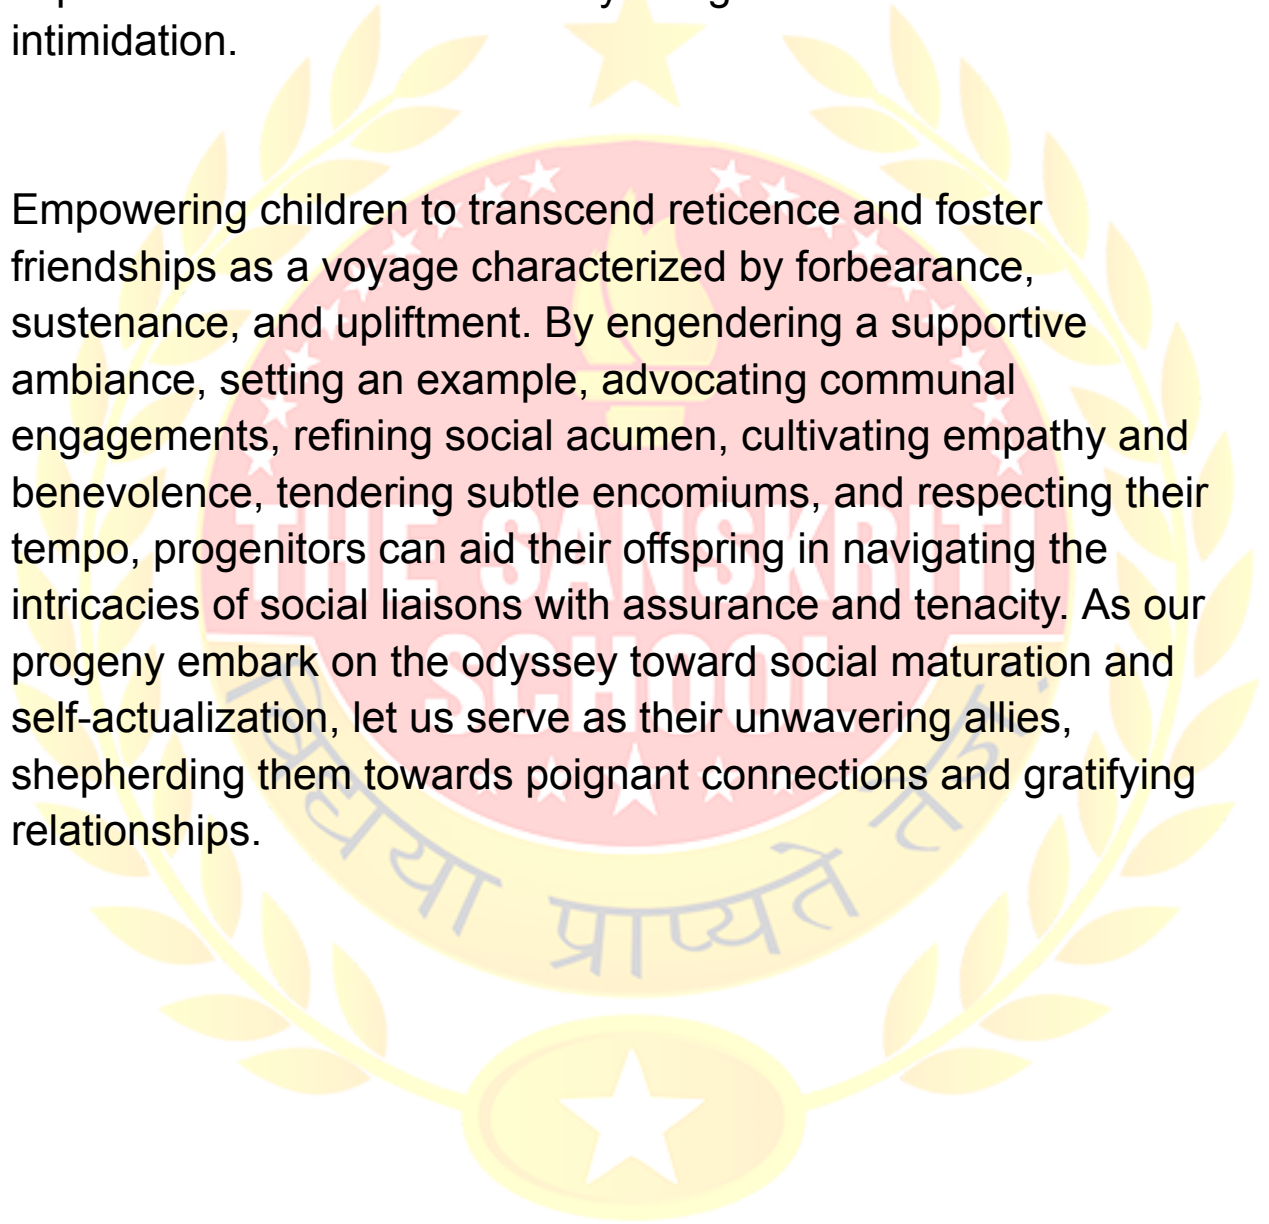 intimidation.
Empowering children to transcend reticence and foster
friendships as a voyage characterized by forbearance,
sustenance, and upliftment. By engendering a supportive
ambiance, setting an example, advocating communal
engagements, refining social acumen, cultivating empathy and
benevolence, tendering subtle encomiums, and respecting their
tempo, progenitors can aid their offspring in navigating the
intricacies of social liaisons with assurance and tenacity. As our
progeny embark on the odyssey toward social maturation and
self-actualization, let us serve as their unwavering allies,
shepherding them towards poignant connections and gratifying
relationships.
THE SANSKRITI
SCHOOL
विद्यया प्राप्यते